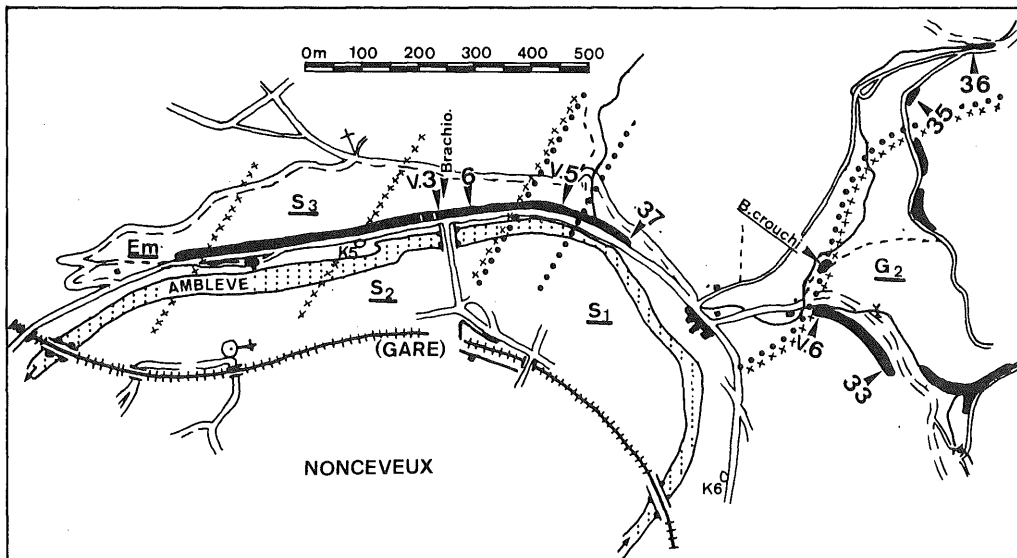 0m 100 200 300 400 500
36
35
Brachio.
V.3
6
V.5
S3
37
B.crouchi
Em
K5
G2
AMBLEVE
S2
S1
V.6
(GARE)
33
NONCEVEUX
K6